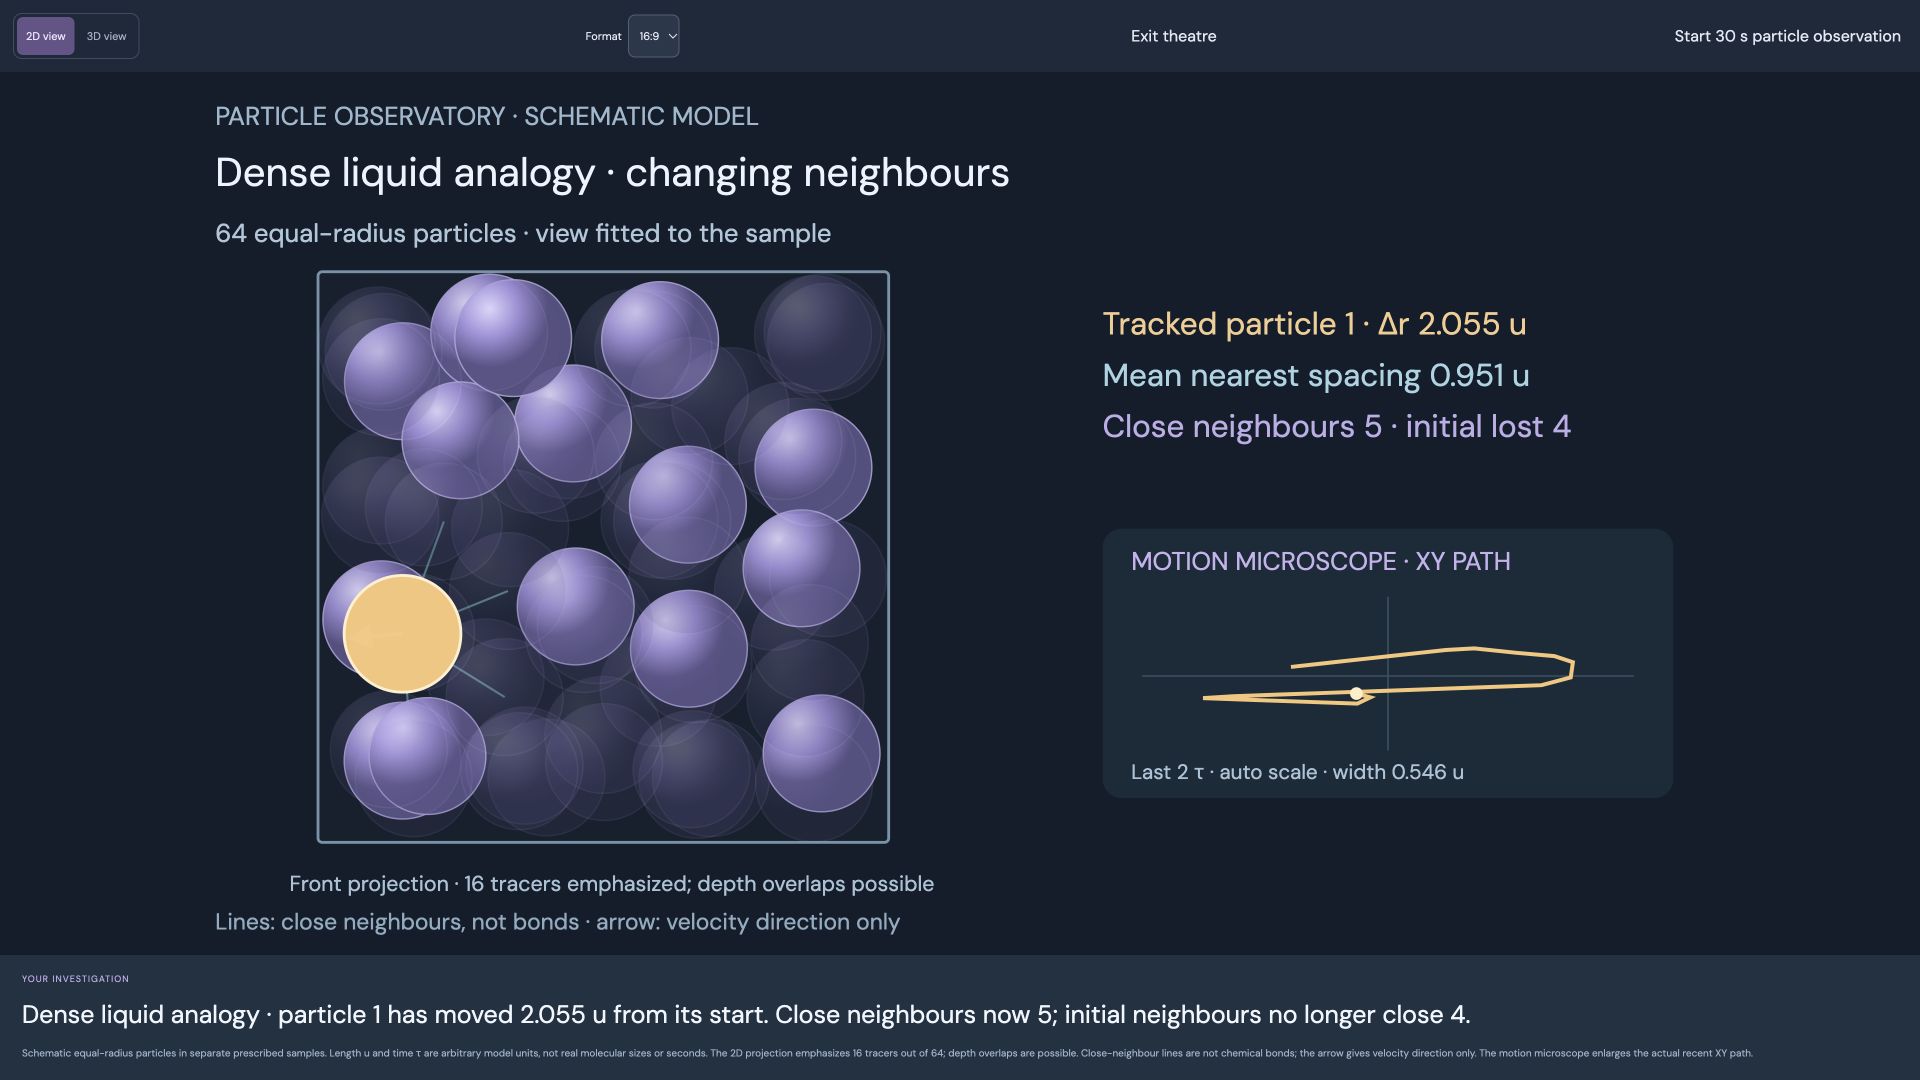 2D view
3D view
Format
16:9
Exit theatre
Start 30 s particle observation
PARTICLE OBSERVATORY · SCHEMATIC MODEL
Dense liquid analogy · changing neighbours
64 equal-radius particles · view fitted to the sample
Tracked particle 1 · Δr 2.055 u
Mean nearest spacing 0.951 u
Close neighbours 5 · initial lost 4
MOTION MICROSCOPE · XY PATH
Last 2 τ · auto scale · width 0.546 u
Front projection · 16 tracers emphasized; depth overlaps possible
Lines: close neighbours, not bonds · arrow: velocity direction only
YOUR INVESTIGATION
Dense liquid analogy · particle 1 has moved 2.055 u from its start. Close neighbours now 5; initial neighbours no longer close 4.
Schematic equal-radius particles in separate prescribed samples. Length u and time τ are arbitrary model units, not real molecular sizes or seconds. The 2D projection emphasizes 16 tracers out of 64; depth overlaps are possible. Close-neighbour lines are not chemical bonds; the arrow gives velocity direction only. The motion microscope enlarges the actual recent XY path.